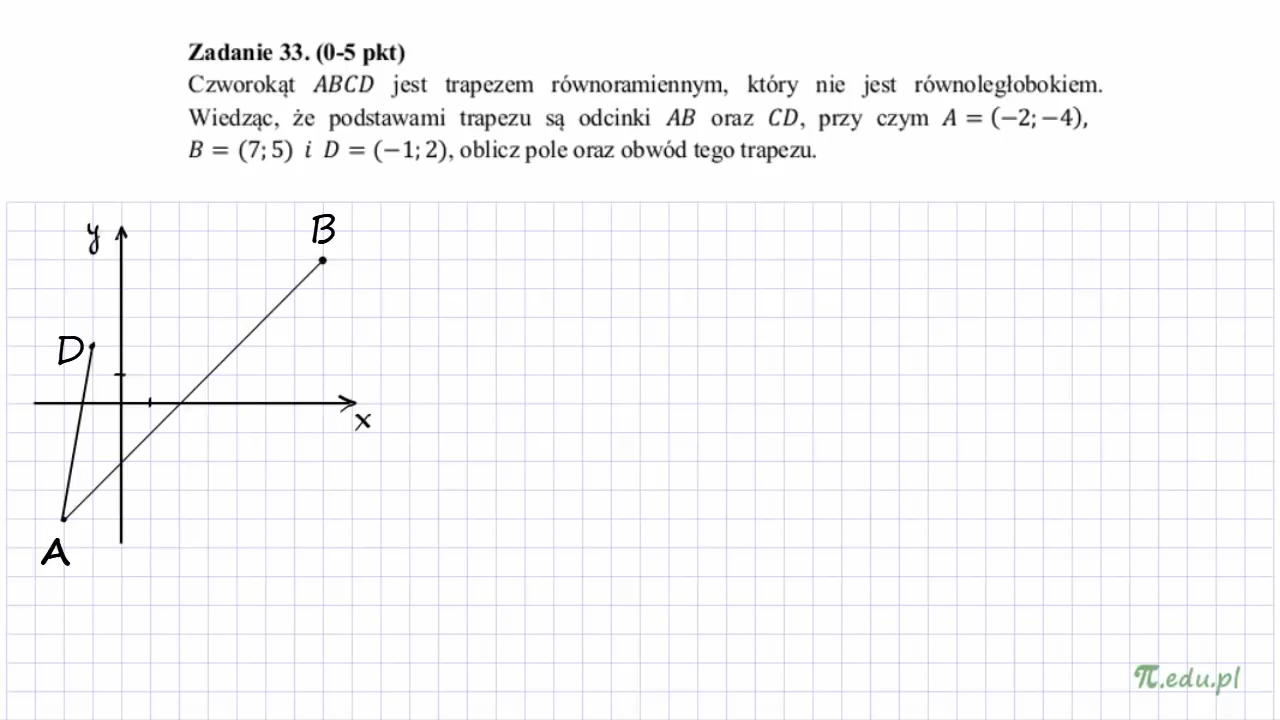 Zadanie 33. (0-5 pkt)
Czworokąt ABCD jest trapezem równoramiennym, który nie jest równoległobokiem.
Wiedząc, że podstawami trapezu są odcinki AB oraz CD, przy czym A = (−2; −4),
B = (7; 5) i D = (−1; 2), oblicz pole oraz obwód tego trapezu.
y
B
D
x
A
π.edu.pl